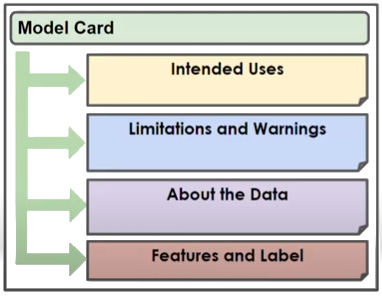 Model Card
Intended Uses
Limitations and Warnings
About the Data
Features and Label